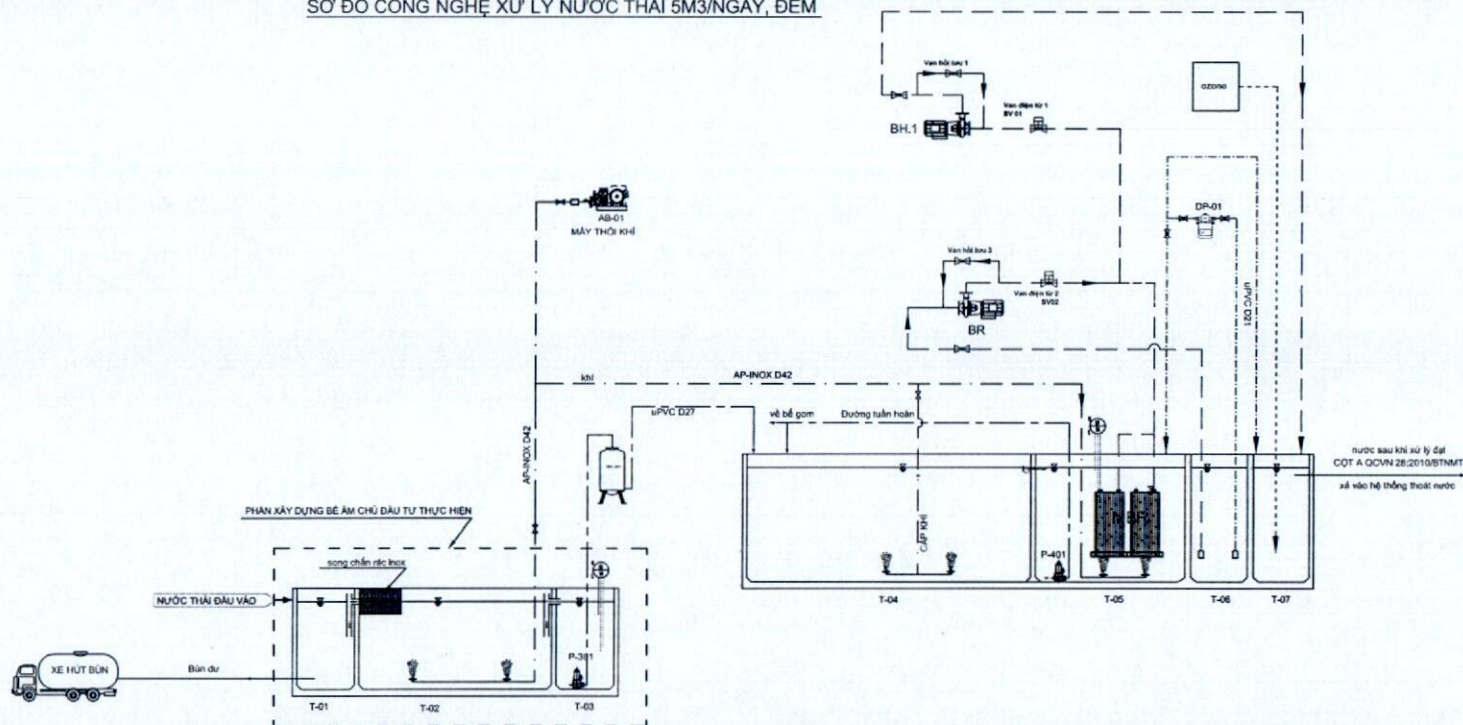 SƠ ĐỒ CÔNG NGHỆ XỬ LÝ NƯỚC THẢI 5M3/NGÀY, ĐÊM
Van hồi lưu 1
ozone
Van điện từ 1
BV 01
BH.1
AB-01
MÁY THỔI KHÍ
DP-01
Van hồi lưu 3
Van điện từ 2
BV02
BR
khí
AP-INOX D42
uPVC D27
về bể gom
Đường tuần hoàn
AP-INOX D42
nước sau khi xử lý đạt
CỘT A QCVN 28:2010/BTNMT
xả vào hệ thống thoát nước
PHẦN XÂY DỰNG BỂ ÂM CHỦ ĐẦU TƯ THỰC HIỆN
CẤP KHÍ
P-401
song chắn rác inox
NƯỚC THẢI ĐẦU VÀO
T-04
T-05
T-06
T-07
P-301
XE HÚT BÙN
Bùn dư
T-01
T-02
T-03